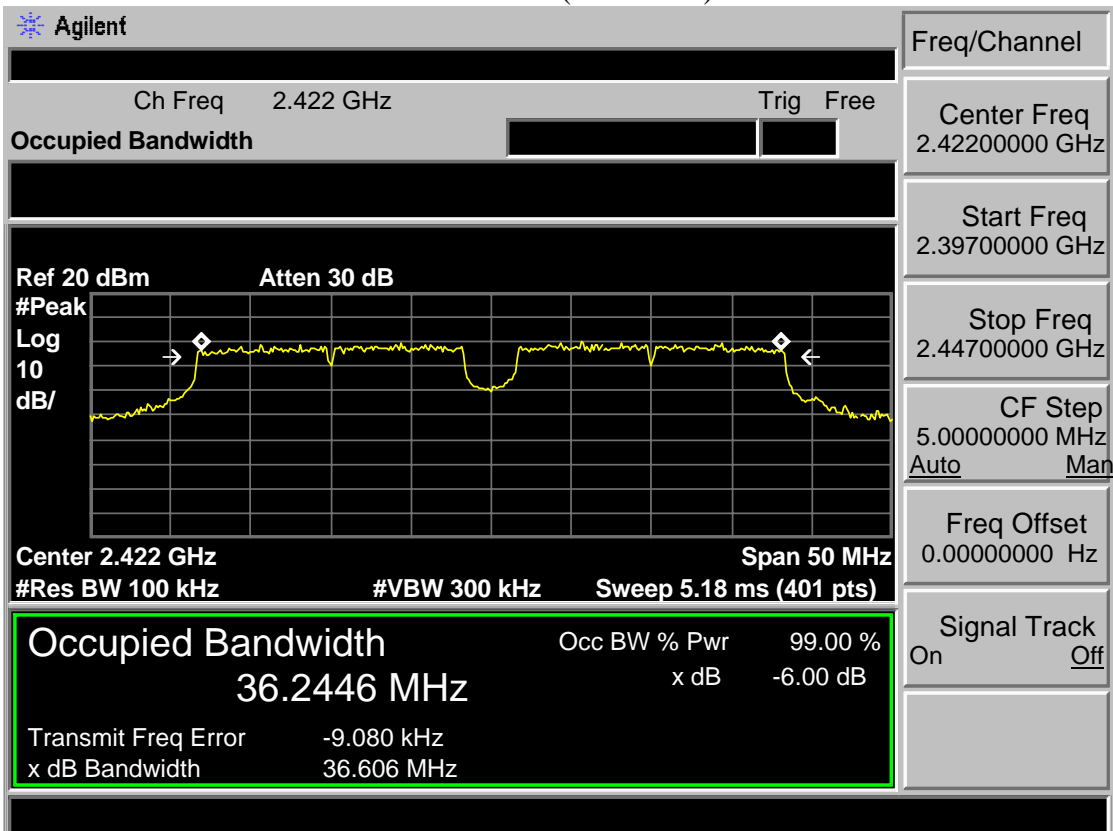 Agilent
Freq/Channel
Ch Freq 2.422 GHz Trig Free
Occupied Bandwidth
Center Freq
2.42200000 GHz
Start Freq
2.39700000 GHz
Ref 20 dBm Atten 30 dB
#Peak
Log
10
dB/
Stop Freq
2.44700000 GHz
CF Step
5.00000000 MHz
Auto Man
Freq Offset
0.00000000 Hz
Center 2.422 GHz Span 50 MHz
#Res BW 100 kHz #VBW 300 kHz Sweep 5.18 ms (401 pts)
Signal Track
On Off
Occupied Bandwidth
36.2446 MHz
Occ BW % Pwr 99.00 %
x dB -6.00 dB
Transmit Freq Error -9.080 kHz
x dB Bandwidth 36.606 MHz